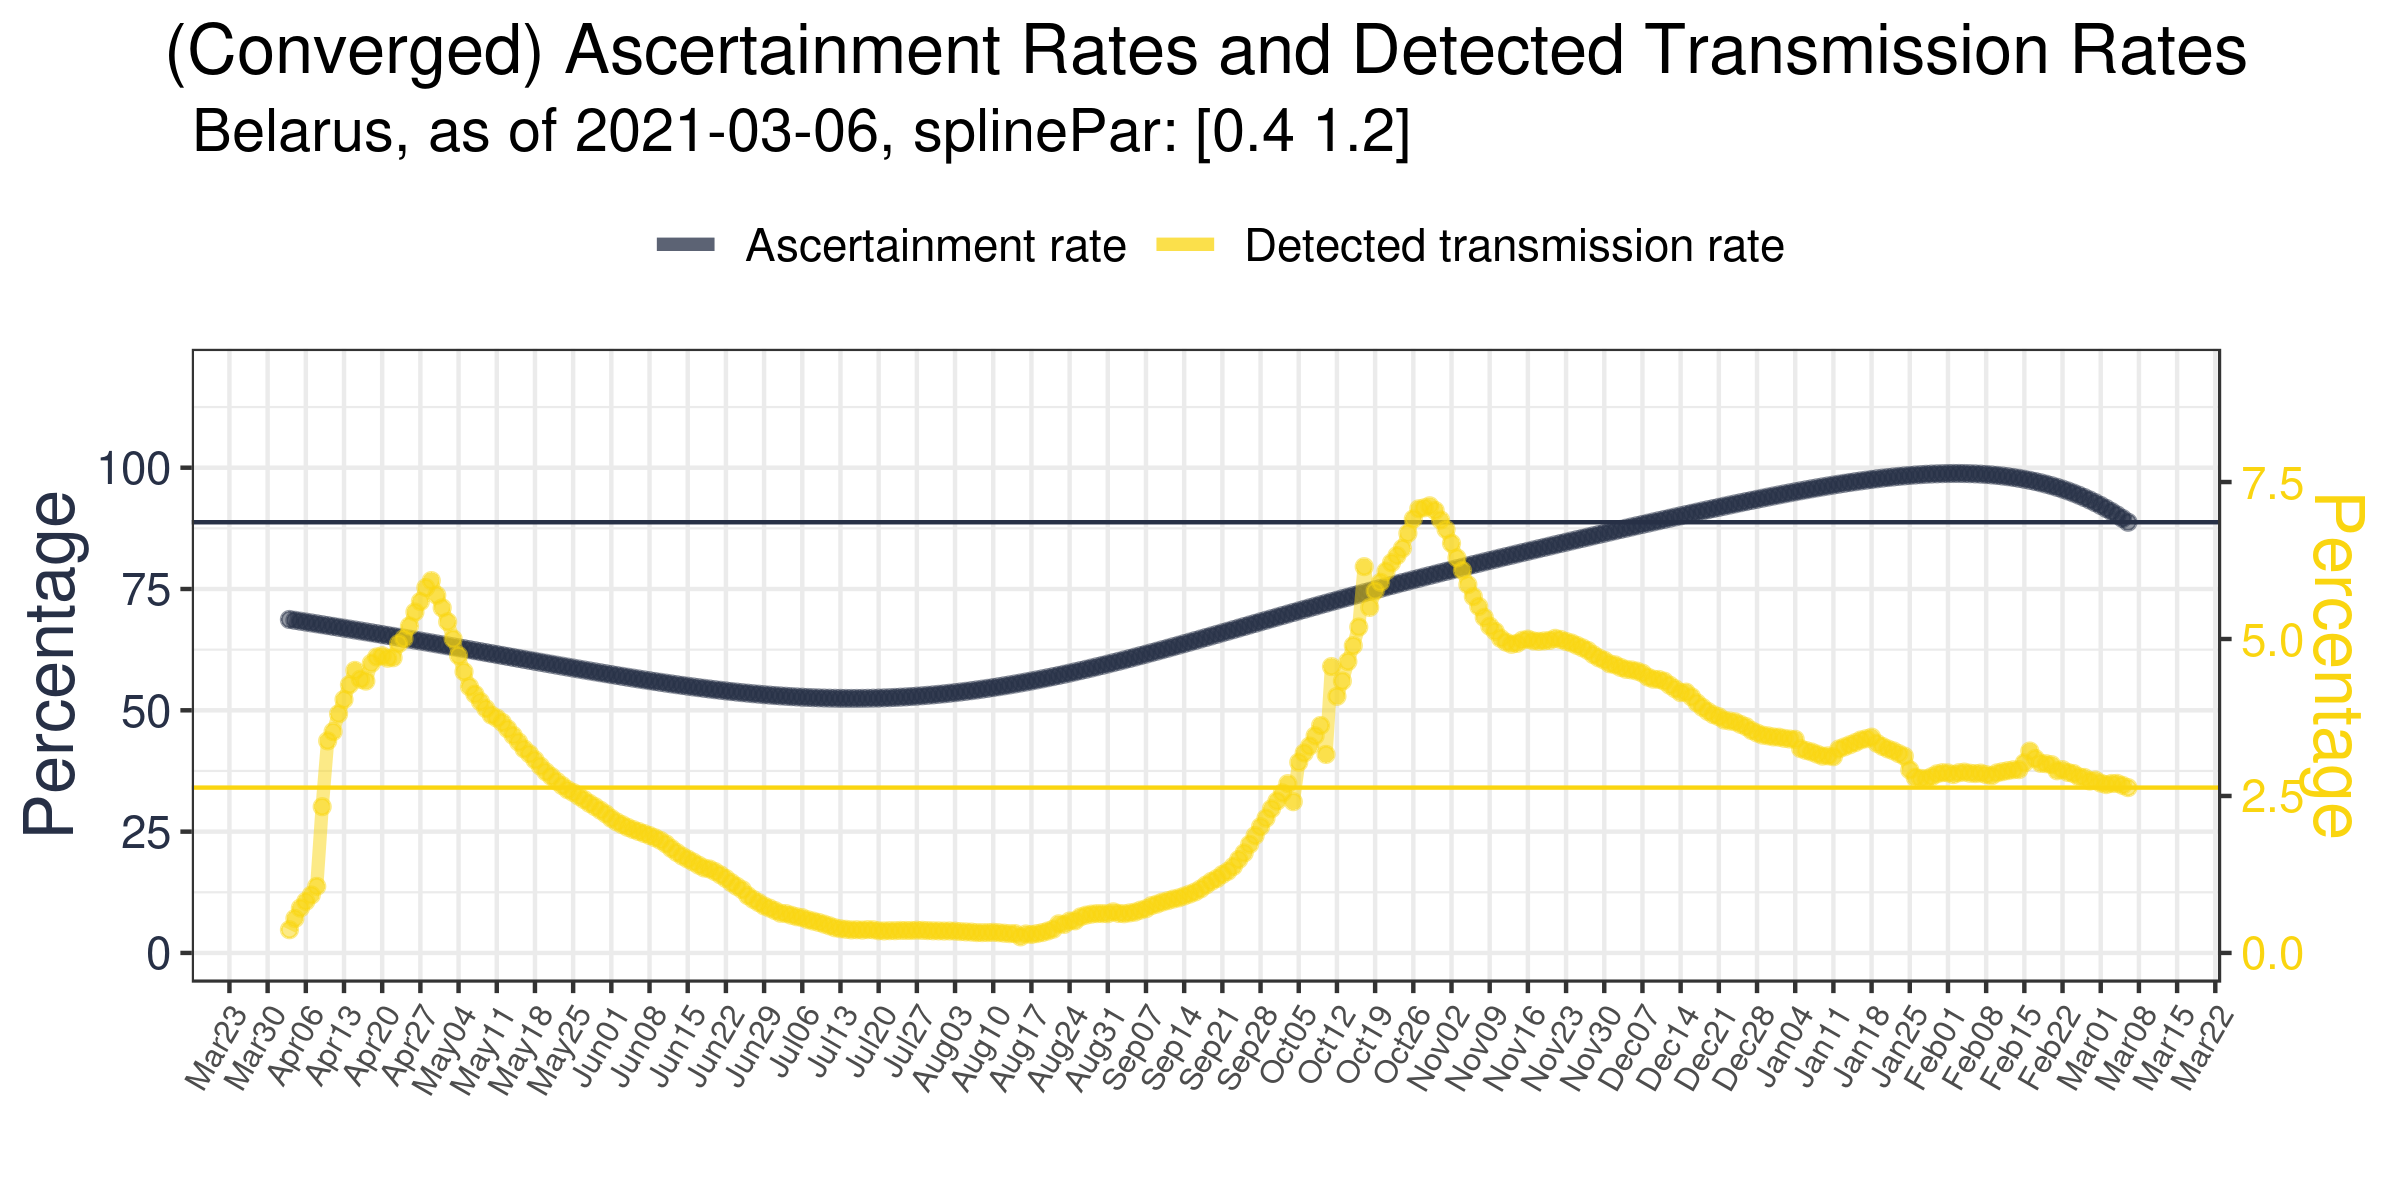 (Converged) Ascertainment Rates and Detected Transmission Rates
Belarus, as of 2021-03-06, splinePar: [0.4 1.2]
Ascertainment rate
Detected transmission rate
Percentage
100
75
50
25
0
7.5
5.0
2.5
0.0
Percentage
Mar23
Mar30
Apr06
Apr13
Apr20
Apr27
May04
May11
May18
May25
Jun01
Jun08
Jun15
Jun22
Jun29
Jul06
Jul13
Jul20
Jul27
Aug03
Aug10
Aug17
Aug24
Aug31
Sep07
Sep14
Sep21
Sep28
Oct05
Oct12
Oct19
Oct26
Nov02
Nov09
Nov16
Nov23
Nov30
Dec07
Dec14
Dec21
Dec28
Jan04
Jan11
Jan18
Jan25
Feb01
Feb08
Feb15
Feb22
Mar01
Mar08
Mar15
Mar22